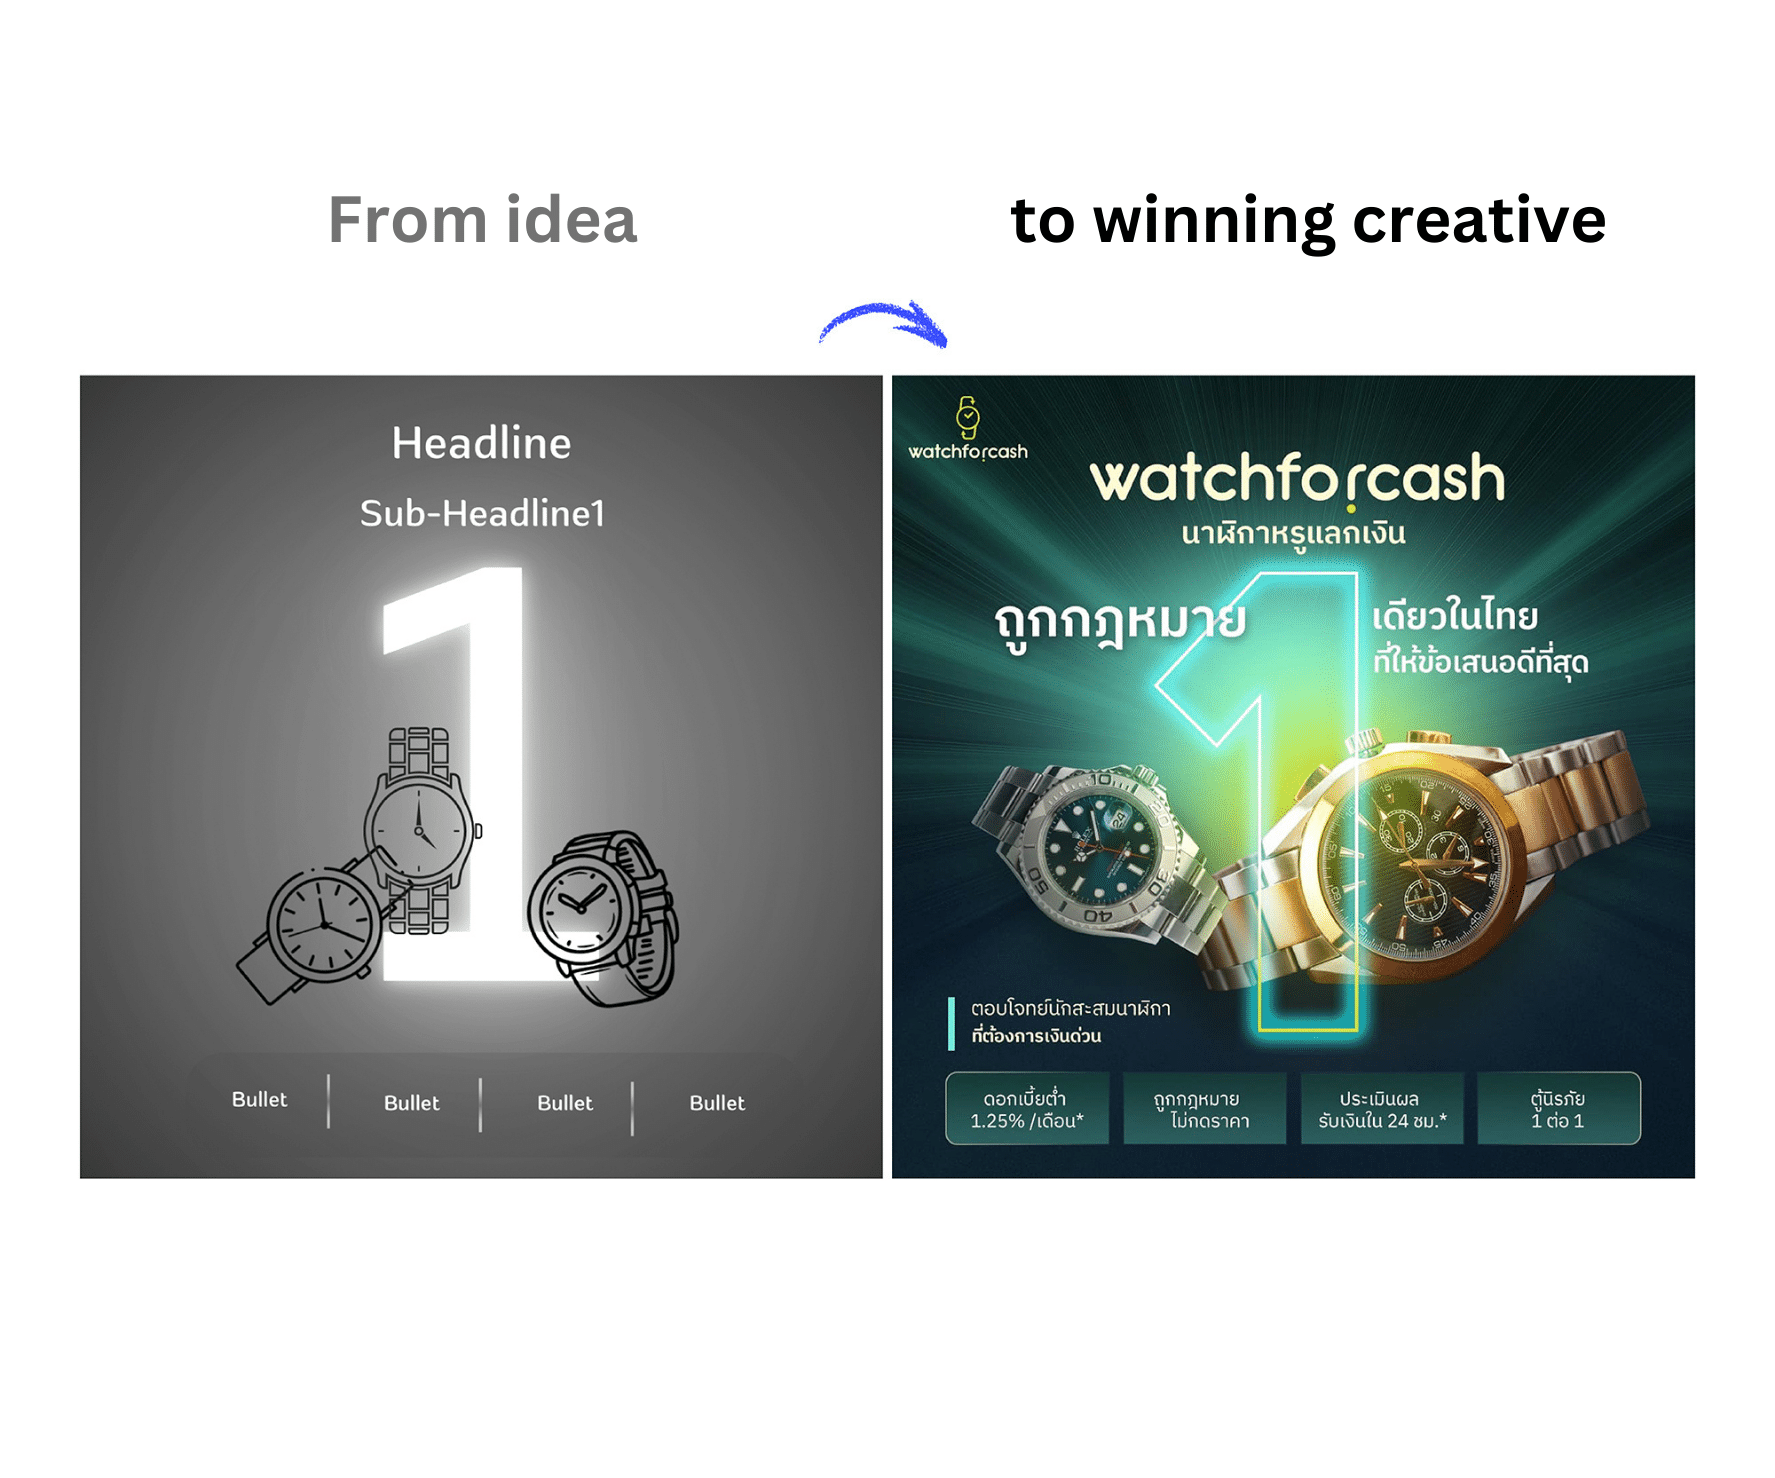 From idea
to winning creative
Headline
Sub-Headline1
1
Bullet
Bullet
Bullet
Bullet
watchforcash
watchforcash
นาฬิกาหรูแลกเงิน
ถูกกฎหมาย
1
เดียวในไทย
ที่ให้ข้อเสนอดีที่สุด
ตอบโจทย์นักสะสมนาฬิกา
ที่ต้องการเงินด่วน
ดอกเบี้ยต่ำ
1.25% /เดือน*
ถูกกฎหมาย
ไม่กดราคา
ประเมินผล
รับเงินใน 24 ชม.*
ตู้นิรภัย
1 ต่อ 1